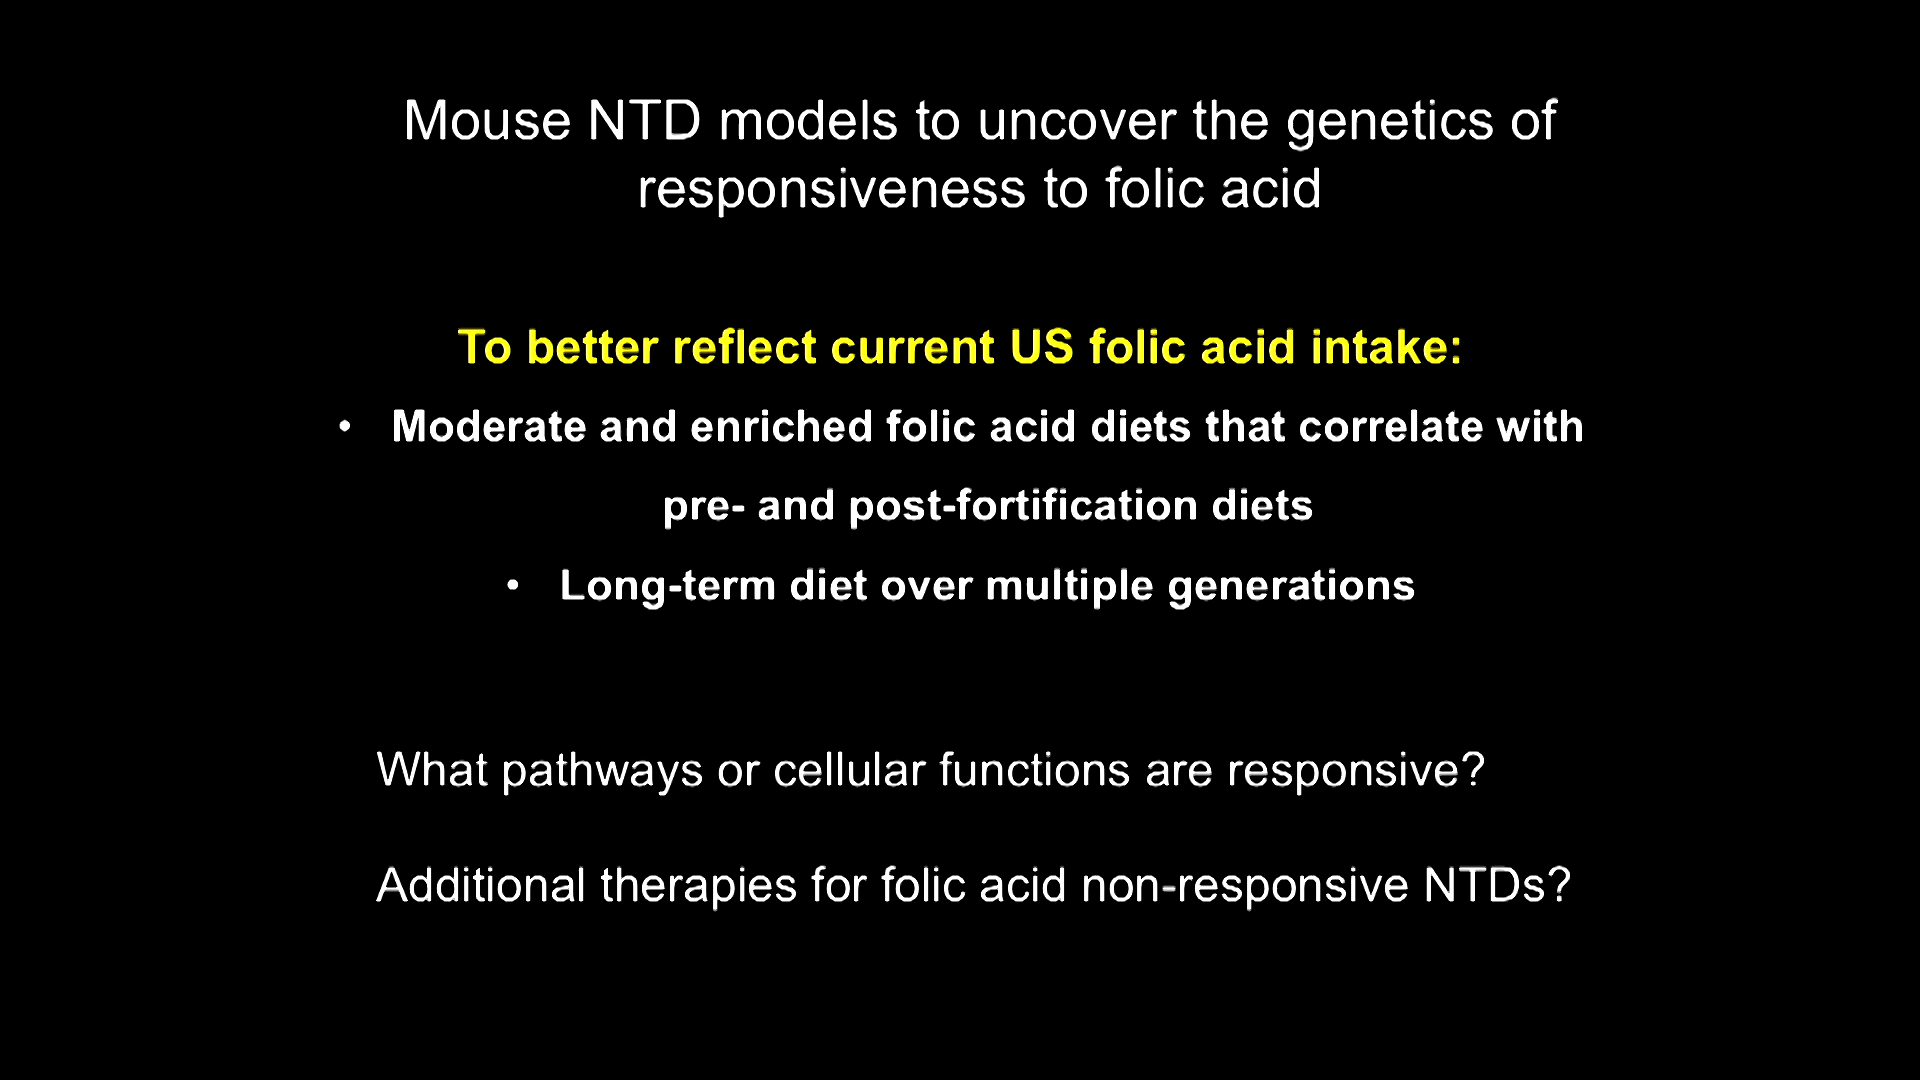 Mouse NTD models to uncover the genetics of
responsiveness to folic acid
To better reflect current US folic acid intake:
• Moderate and enriched folic acid diets that correlate with
pre- and post-fortification diets
• Long-term diet over multiple generations
What pathways or cellular functions are responsive?
Additional therapies for folic acid non-responsive NTDs?